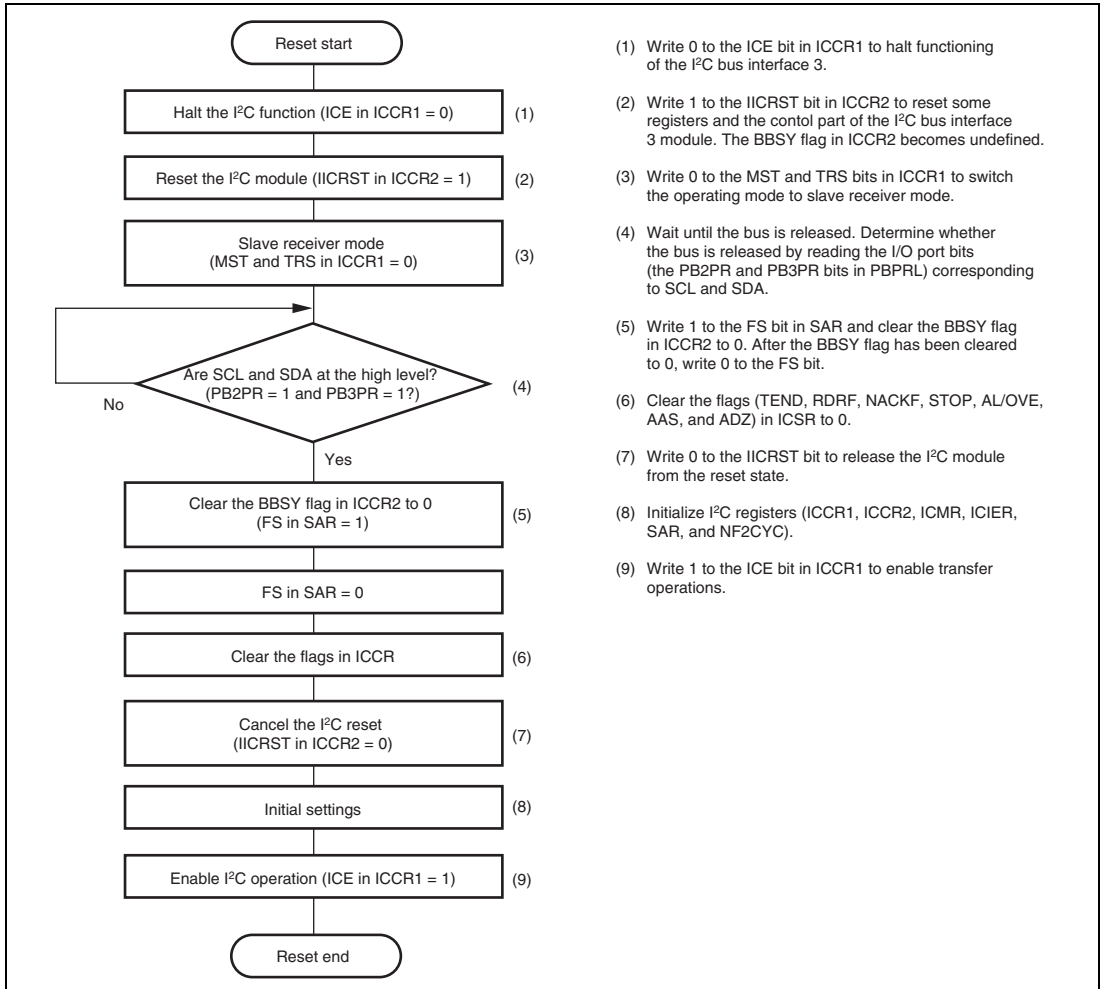 Reset start
Halt the I²C function (ICE in ICCR1 = 0)
(1)
Reset the I²C module (IICRST in ICCR2 = 1)
(2)
Slave receiver mode
(MST and TRS in ICCR1 = 0)
(3)
Are SCL and SDA at the high level?
(PB2PR = 1 and PB3PR = 1?)
(4)
No
Yes
Clear the BBSY flag in ICCR2 to 0
(FS in SAR = 1)
(5)
FS in SAR = 0
Clear the flags in ICCR
(6)
Cancel the I²C reset
(IICRST in ICCR2 = 0)
(7)
Initial settings
(8)
Enable I²C operation (ICE in ICCR1 = 1)
(9)
Reset end
(1) Write 0 to the ICE bit in ICCR1 to halt functioning
of the I²C bus interface 3.
(2) Write 1 to the IICRST bit in ICCR2 to reset some
registers and the contol part of the I²C bus interface
3 module. The BBSY flag in ICCR2 becomes undefined.
(3) Write 0 to the MST and TRS bits in ICCR1 to switch
the operating mode to slave receiver mode.
(4) Wait until the bus is released. Determine whether
the bus is released by reading the I/O port bits
(the PB2PR and PB3PR bits in PBPRL) corresponding
to SCL and SDA.
(5) Write 1 to the FS bit in SAR and clear the BBSY flag
in ICCR2 to 0. After the BBSY flag has been cleared
to 0, write 0 to the FS bit.
(6) Clear the flags (TEND, RDRF, NACKF, STOP, AL/OVE,
AAS, and ADZ) in ICSR to 0.
(7) Write 0 to the IICRST bit to release the I²C module
from the reset state.
(8) Initialize I²C registers (ICCR1, ICCR2, ICMR, ICIER,
SAR, and NF2CYC).
(9) Write 1 to the ICE bit in ICCR1 to enable transfer
operations.